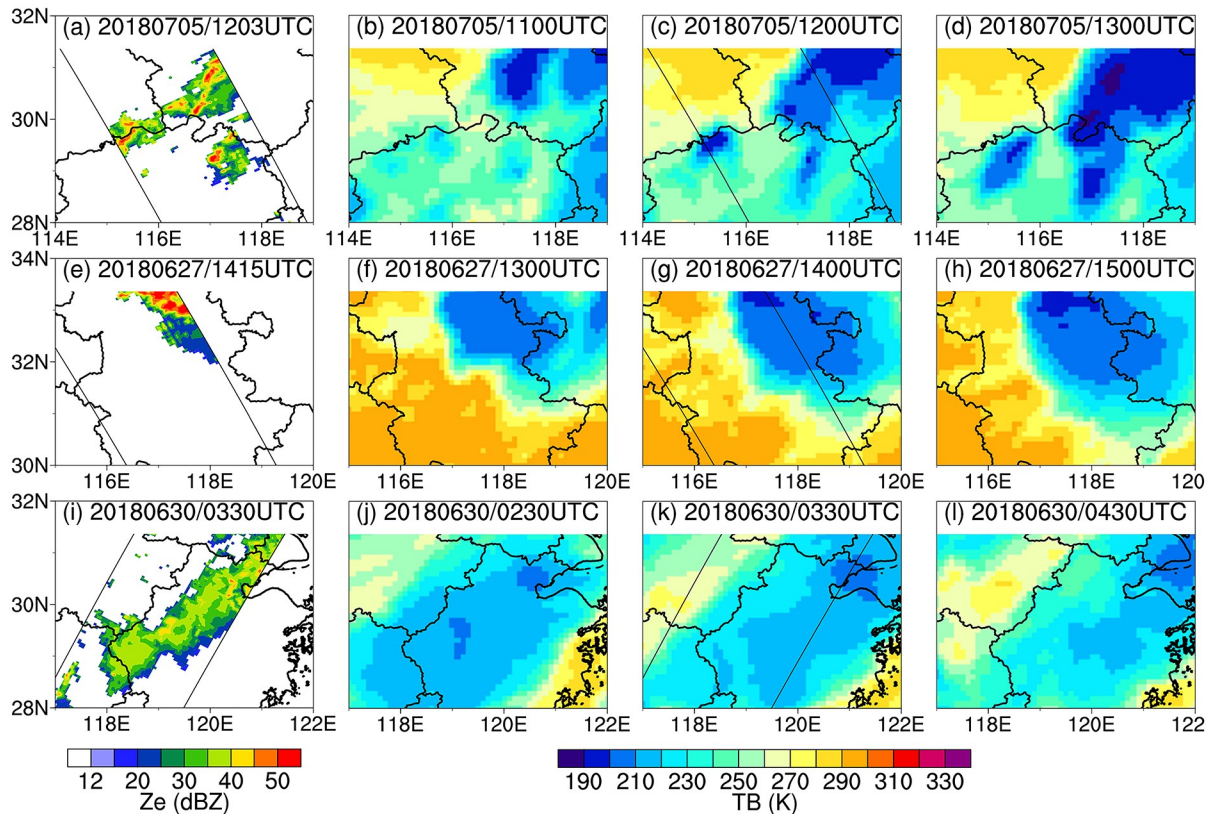 32N (a) 20180705/1203UTC (b) 20180705/1100UTC (c) 20180705/1200UTC (d) 20180705/1300UTC
30N
28N
114E 116E 118E 114E 116E 118E 114E 116E 118E 114E 116E 118E
34N (e) 20180627/1415UTC (f) 20180627/1300UTC (g) 20180627/1400UTC (h) 20180627/1500UTC
32N
30N
116E 118E 120E 116E 118E 120E 116E 118E 120E 116E 118E 120
32N (i) 20180630/0330UTC (j) 20180630/0230UTC (k) 20180630/0330UTC (l) 20180630/0430UTC
30N
28N
118E 120E 122E 118E 120E 122E 118E 120E 122E 118E 120E 122
12 20 30 40 50 190 210 230 250 270 290 310 330
Ze (dBZ) TB (K)